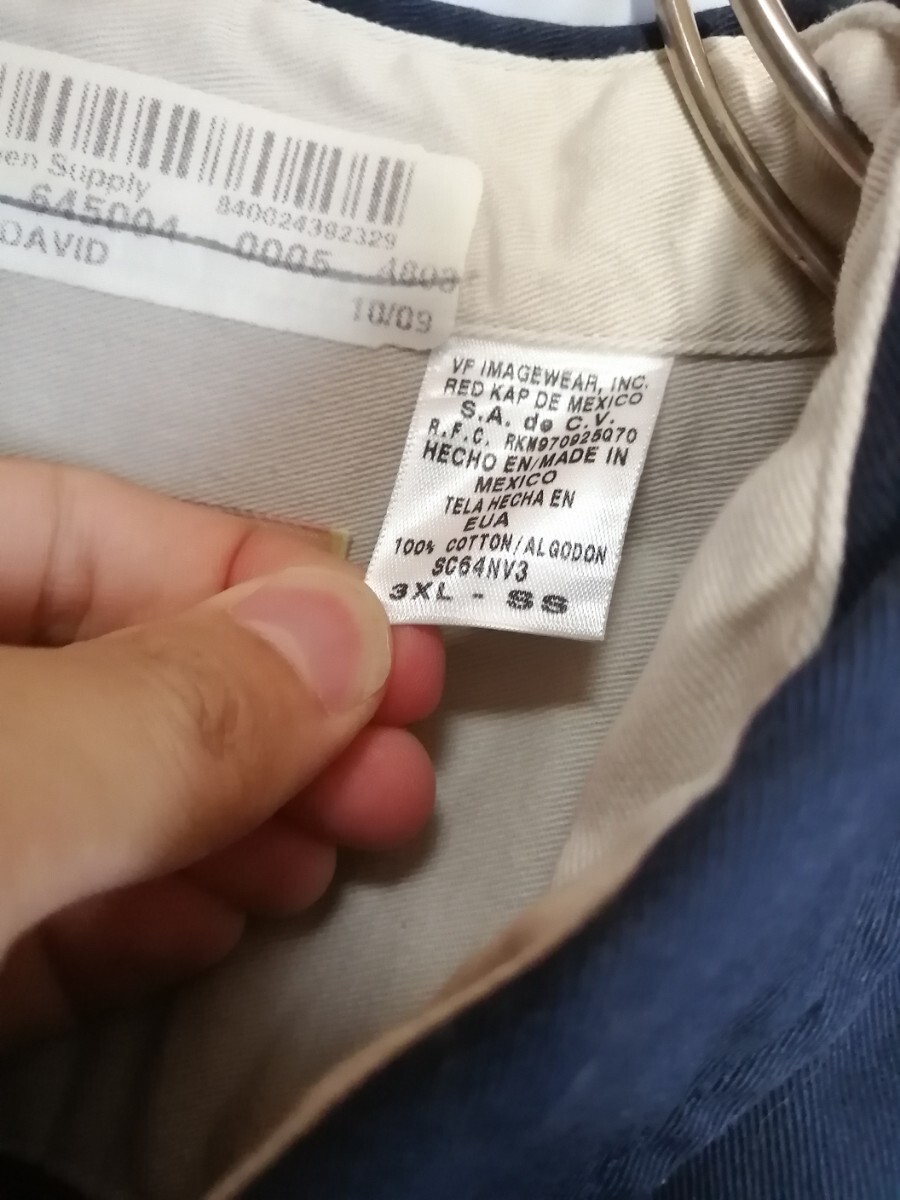 en Supply
840024392329
645004 0005 4803
DAVID
10/09
VF IMAGEWEAR, INC.
RED KAP DE MEXICO
S.A. de C.V.
R.F.C. RKM970925Q70
HECHO EN/MADE IN
MEXICO
TELA HECHA EN
EUA
100% COTTON/ALGODON
SC64NV3
3XL - SS